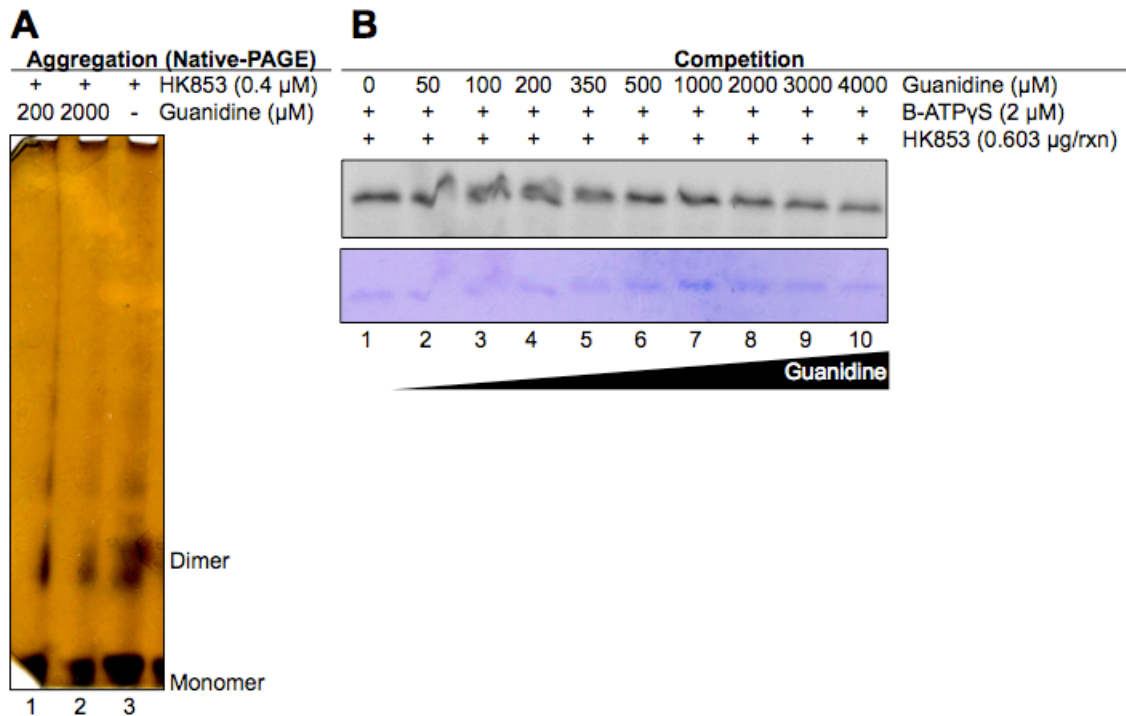 A
Aggregation (Native-PAGE)
+ + + HK853 (0.4 µM)
200 2000 - Guanidine (µM)
Dimer
Monomer
1 2 3
B
Competition
0 50 100 200 350 500 1000 2000 3000 4000 Guanidine (µM)
+ + + + + + + + + + B-ATPγS (2 µM)
+ + + + + + + + + + HK853 (0.603 µg/rxn)
1 2 3 4 5 6 7 8 9 10
Guanidine